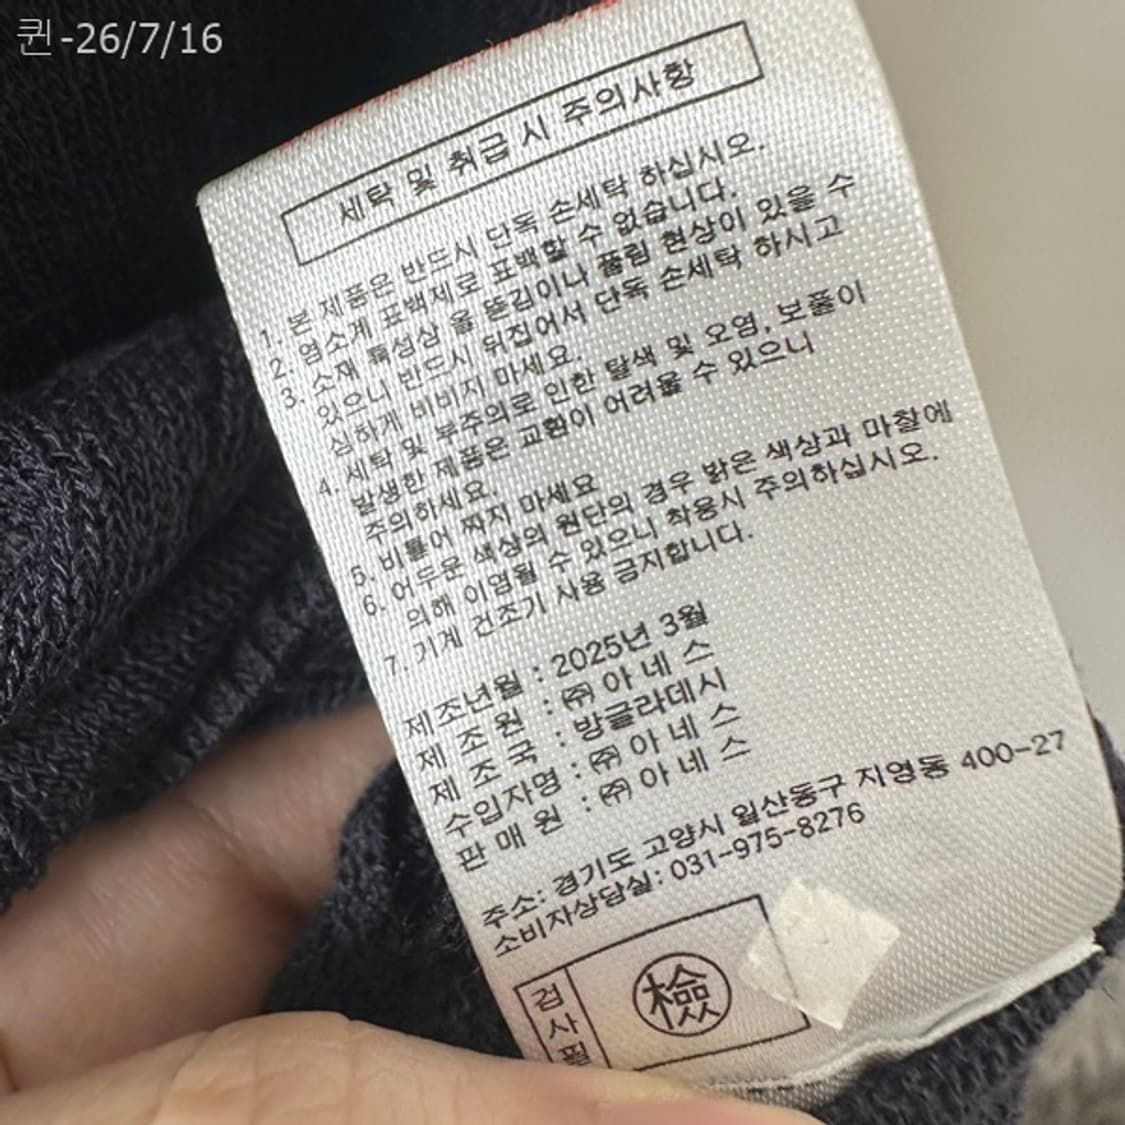 퀸-26/7/16
세탁 및 취급 시 주의사항
1. 본 제품은 반드시 단독 손세탁 하십시오.
2. 염소계 표백제로 표백할 수 없습니다.
3. 소재 특성상 올 뜯김이나 풀림 현상이 있을 수
있으니 반드시 뒤집어서 단독 손세탁 하시고
심하게 비비지 마세요.
4. 세탁 및 부주의로 인한 탈색 및 오염, 보풀이
발생한 제품은 교환이 어려울 수 있으니
주의하세요.
5. 비틀어 짜지 마세요
6. 어두운 색상의 원단의 경우 밝은 색상과 마찰에
의해 이염될 수 있으니 착용시 주의하십시오.
7. 기계 건조기 사용 금지합니다.
제조년월 : 2025년 3월
제 조 원 : ㈜ 아 네 스
제 조 국 : 방글라데시
수입자명 : ㈜ 아 네 스
판 매 원 : ㈜ 아 네 스
주소: 경기도 고양시 일산동구 지영동 400-27
소비자상담실: 031-975-8276
검사필
檢